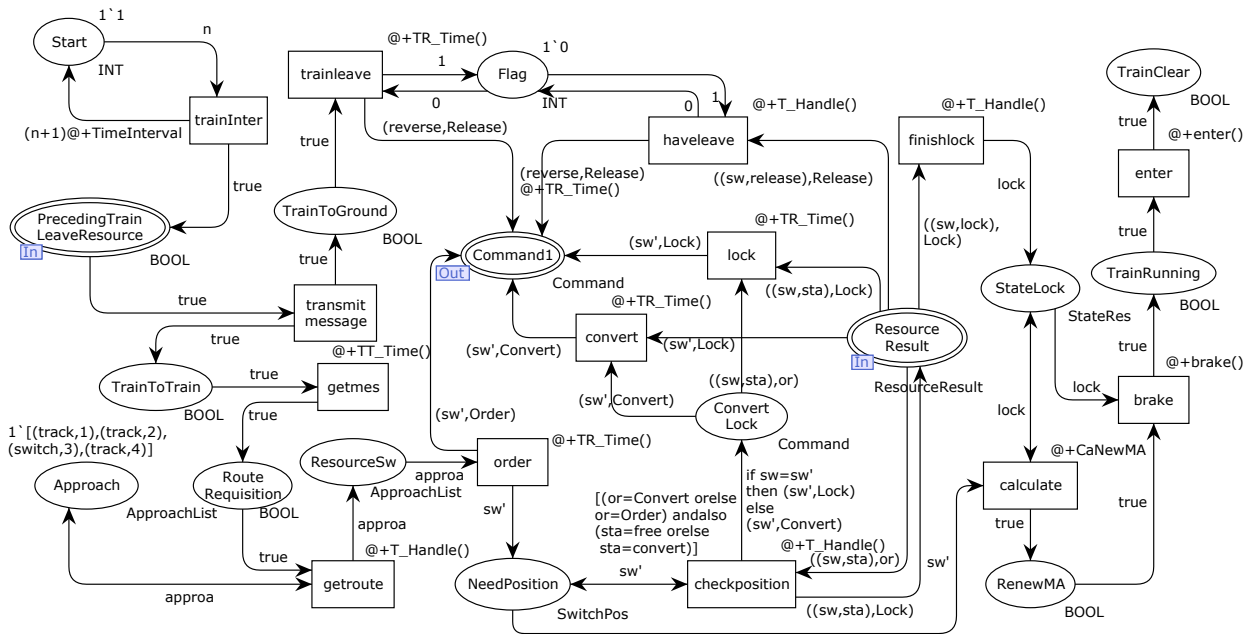 1`1
Start
n
INT
(n+1)@+TimeInterval
trainInter
true
PrecedingTrain
LeaveResource
In
BOOL
true
transmit
message
true
true
TrainToGround
BOOL
true
trainleave
@+TR_Time()
1
0
Flag
1`0
INT
0
1
@+T_Handle()
haveleave
(reverse,Release)
(reverse,Release)
@+TR_Time()
((sw,release),Release)
@+T_Handle()
finishlock
lock
((sw,lock),
Lock)
Command1
Out
Command
(sw',Lock)
@+TR_Time()
lock
((sw,sta),Lock)
@+TR_Time()
convert
(sw',Convert)
(sw',Lock)
(sw',Convert)
((sw,sta),or)
Resource
Result
In
ResourceResult
StateLock
StateRes
lock
lock
TrainClear
BOOL
true
@+enter()
enter
true
TrainRunning
BOOL
true
@+brake()
brake
true
TrainToTrain
BOOL
true
@+TT_Time()
getmes
true
1`[(track,1),(track,2),
(switch,3),(track,4)]
Approach
ApproachList
Route
Requisition
BOOL
true
approa
getroute
@+T_Handle()
approa
ResourceSw
ApproachList
approa
(sw',Order)
@+TR_Time()
order
sw'
NeedPosition
SwitchPos
sw'
Convert
Lock
Command
[(or=Convert orelse
or=Order) andalso
(sta=free orelse
sta=convert)]
if sw=sw'
then (sw',Lock)
else
(sw',Convert)
@+T_Handle()
((sw,sta),or)
checkposition
((sw,sta),Lock)
sw'
@+CaNewMA
calculate
true
RenewMA
BOOL